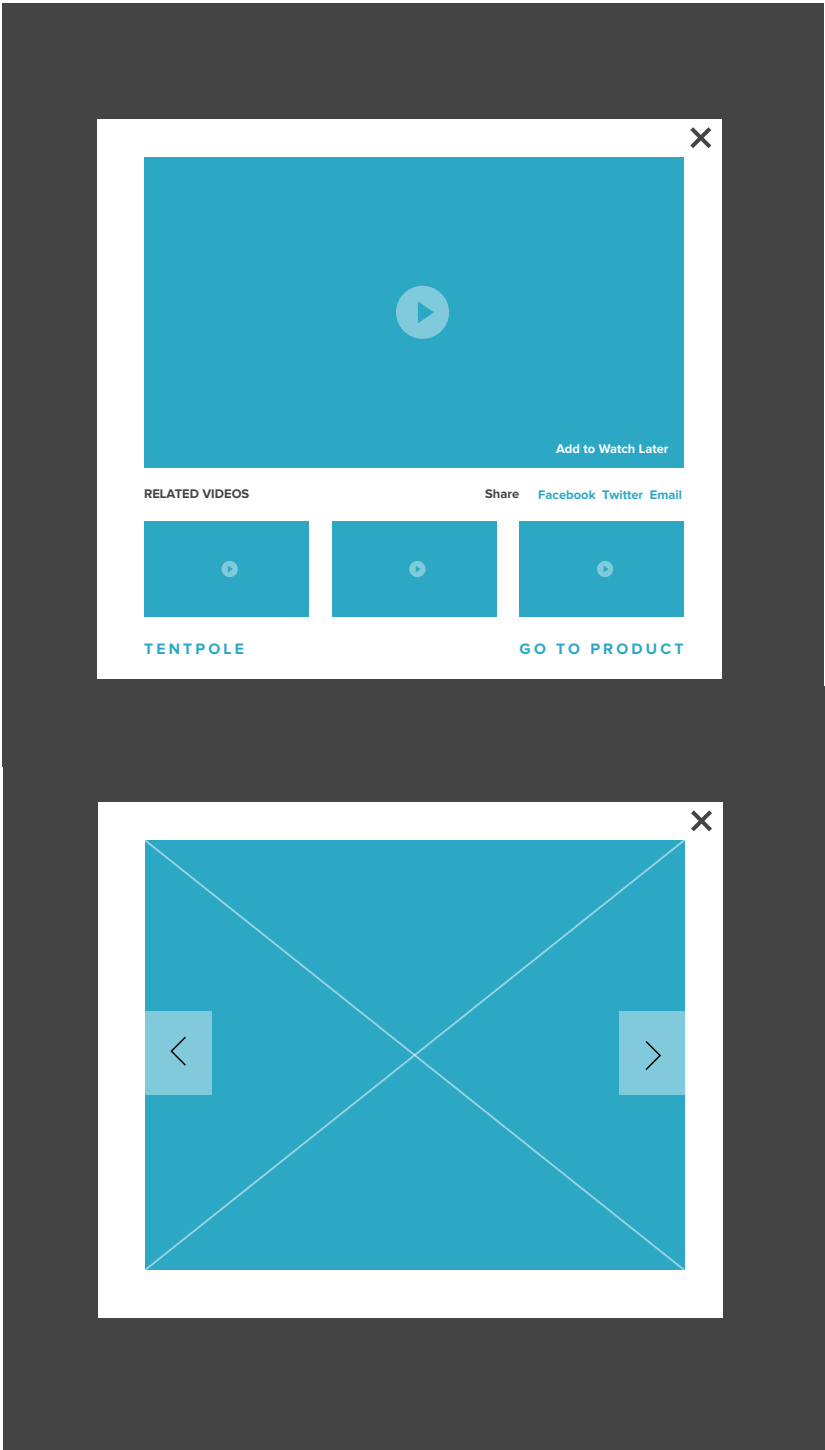 Add to Watch Later
RELATED VIDEOS Share Facebook Twitter Email
TENTPOLE GO TO PRODUCT